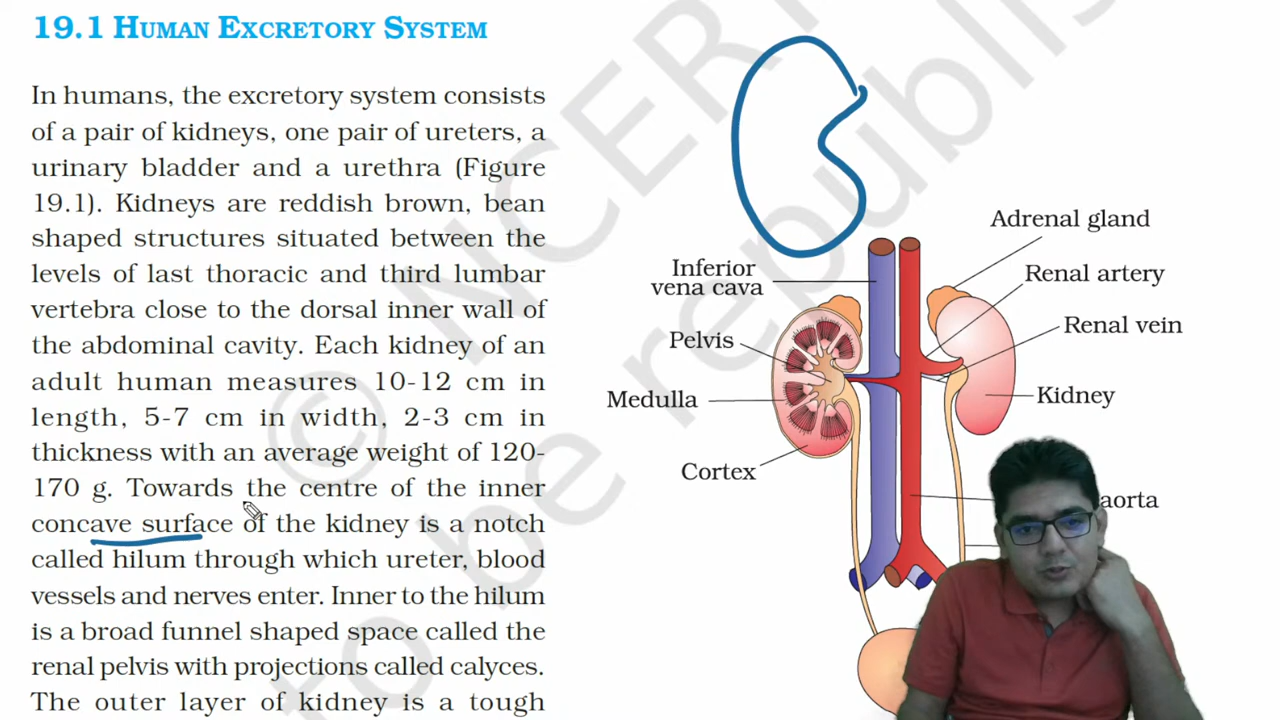 19.1 HUMAN EXCRETORY SYSTEM
In humans, the excretory system consists
of a pair of kidneys, one pair of ureters, a
urinary bladder and a urethra (Figure
19.1). Kidneys are reddish brown, bean
shaped structures situated between the
levels of last thoracic and third lumbar
vertebra close to the dorsal inner wall of
the abdominal cavity. Each kidney of an
adult human measures 10-12 cm in
length, 5-7 cm in width, 2-3 cm in
thickness with an average weight of 120-
170 g. Towards the centre of the inner
concave surface of the kidney is a notch
called hilum through which ureter, blood
vessels and nerves enter. Inner to the hilum
is a broad funnel shaped space called the
renal pelvis with projections called calyces.
The outer layer of kidney is a tough
Adrenal gland
Inferior
vena cava
Renal artery
Renal vein
Pelvis
Medulla
Kidney
Cortex
aorta
© NCERT
to be republis